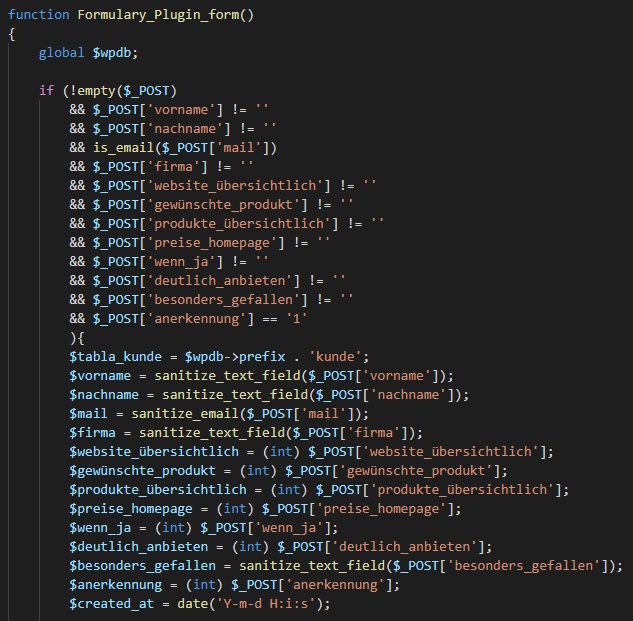 function Formulary_Plugin_form()
{
global $wpdb;
if (!empty($_POST)
&& $_POST['vorname'] != ''
&& $_POST['nachname'] != ''
&& is_email($_POST['mail'])
&& $_POST['firma'] != ''
&& $_POST['website_übersichtlich'] != ''
&& $_POST['gewünschte_produkt'] != ''
&& $_POST['produkte_übersichtlich'] != ''
&& $_POST['preise_homepage'] != ''
&& $_POST['wenn_ja'] != ''
&& $_POST['deutlich_anbieten'] != ''
&& $_POST['besonders_gefallen'] != ''
&& $_POST['anerkennung'] == '1'
){
$tabla_kunde = $wpdb->prefix . 'kunde';
$vorname = sanitize_text_field($_POST['vorname']);
$nachname = sanitize_text_field($_POST['nachname']);
$mail = sanitize_email($_POST['mail']);
$firma = sanitize_text_field($_POST['firma']);
$website_übersichtlich = (int) $_POST['website_übersichtlich'];
$gewünschte_produkt = (int) $_POST['gewünschte_produkt'];
$produkte_übersichtlich = (int) $_POST['produkte_übersichtlich'];
$preise_homepage = (int) $_POST['preise_homepage'];
$wenn_ja = (int) $_POST['wenn_ja'];
$deutlich_anbieten = (int) $_POST['deutlich_anbieten'];
$besonders_gefallen = sanitize_text_field($_POST['besonders_gefallen']);
$anerkennung = (int) $_POST['anerkennung'];
$created_at = date('Y-m-d H:i:s');